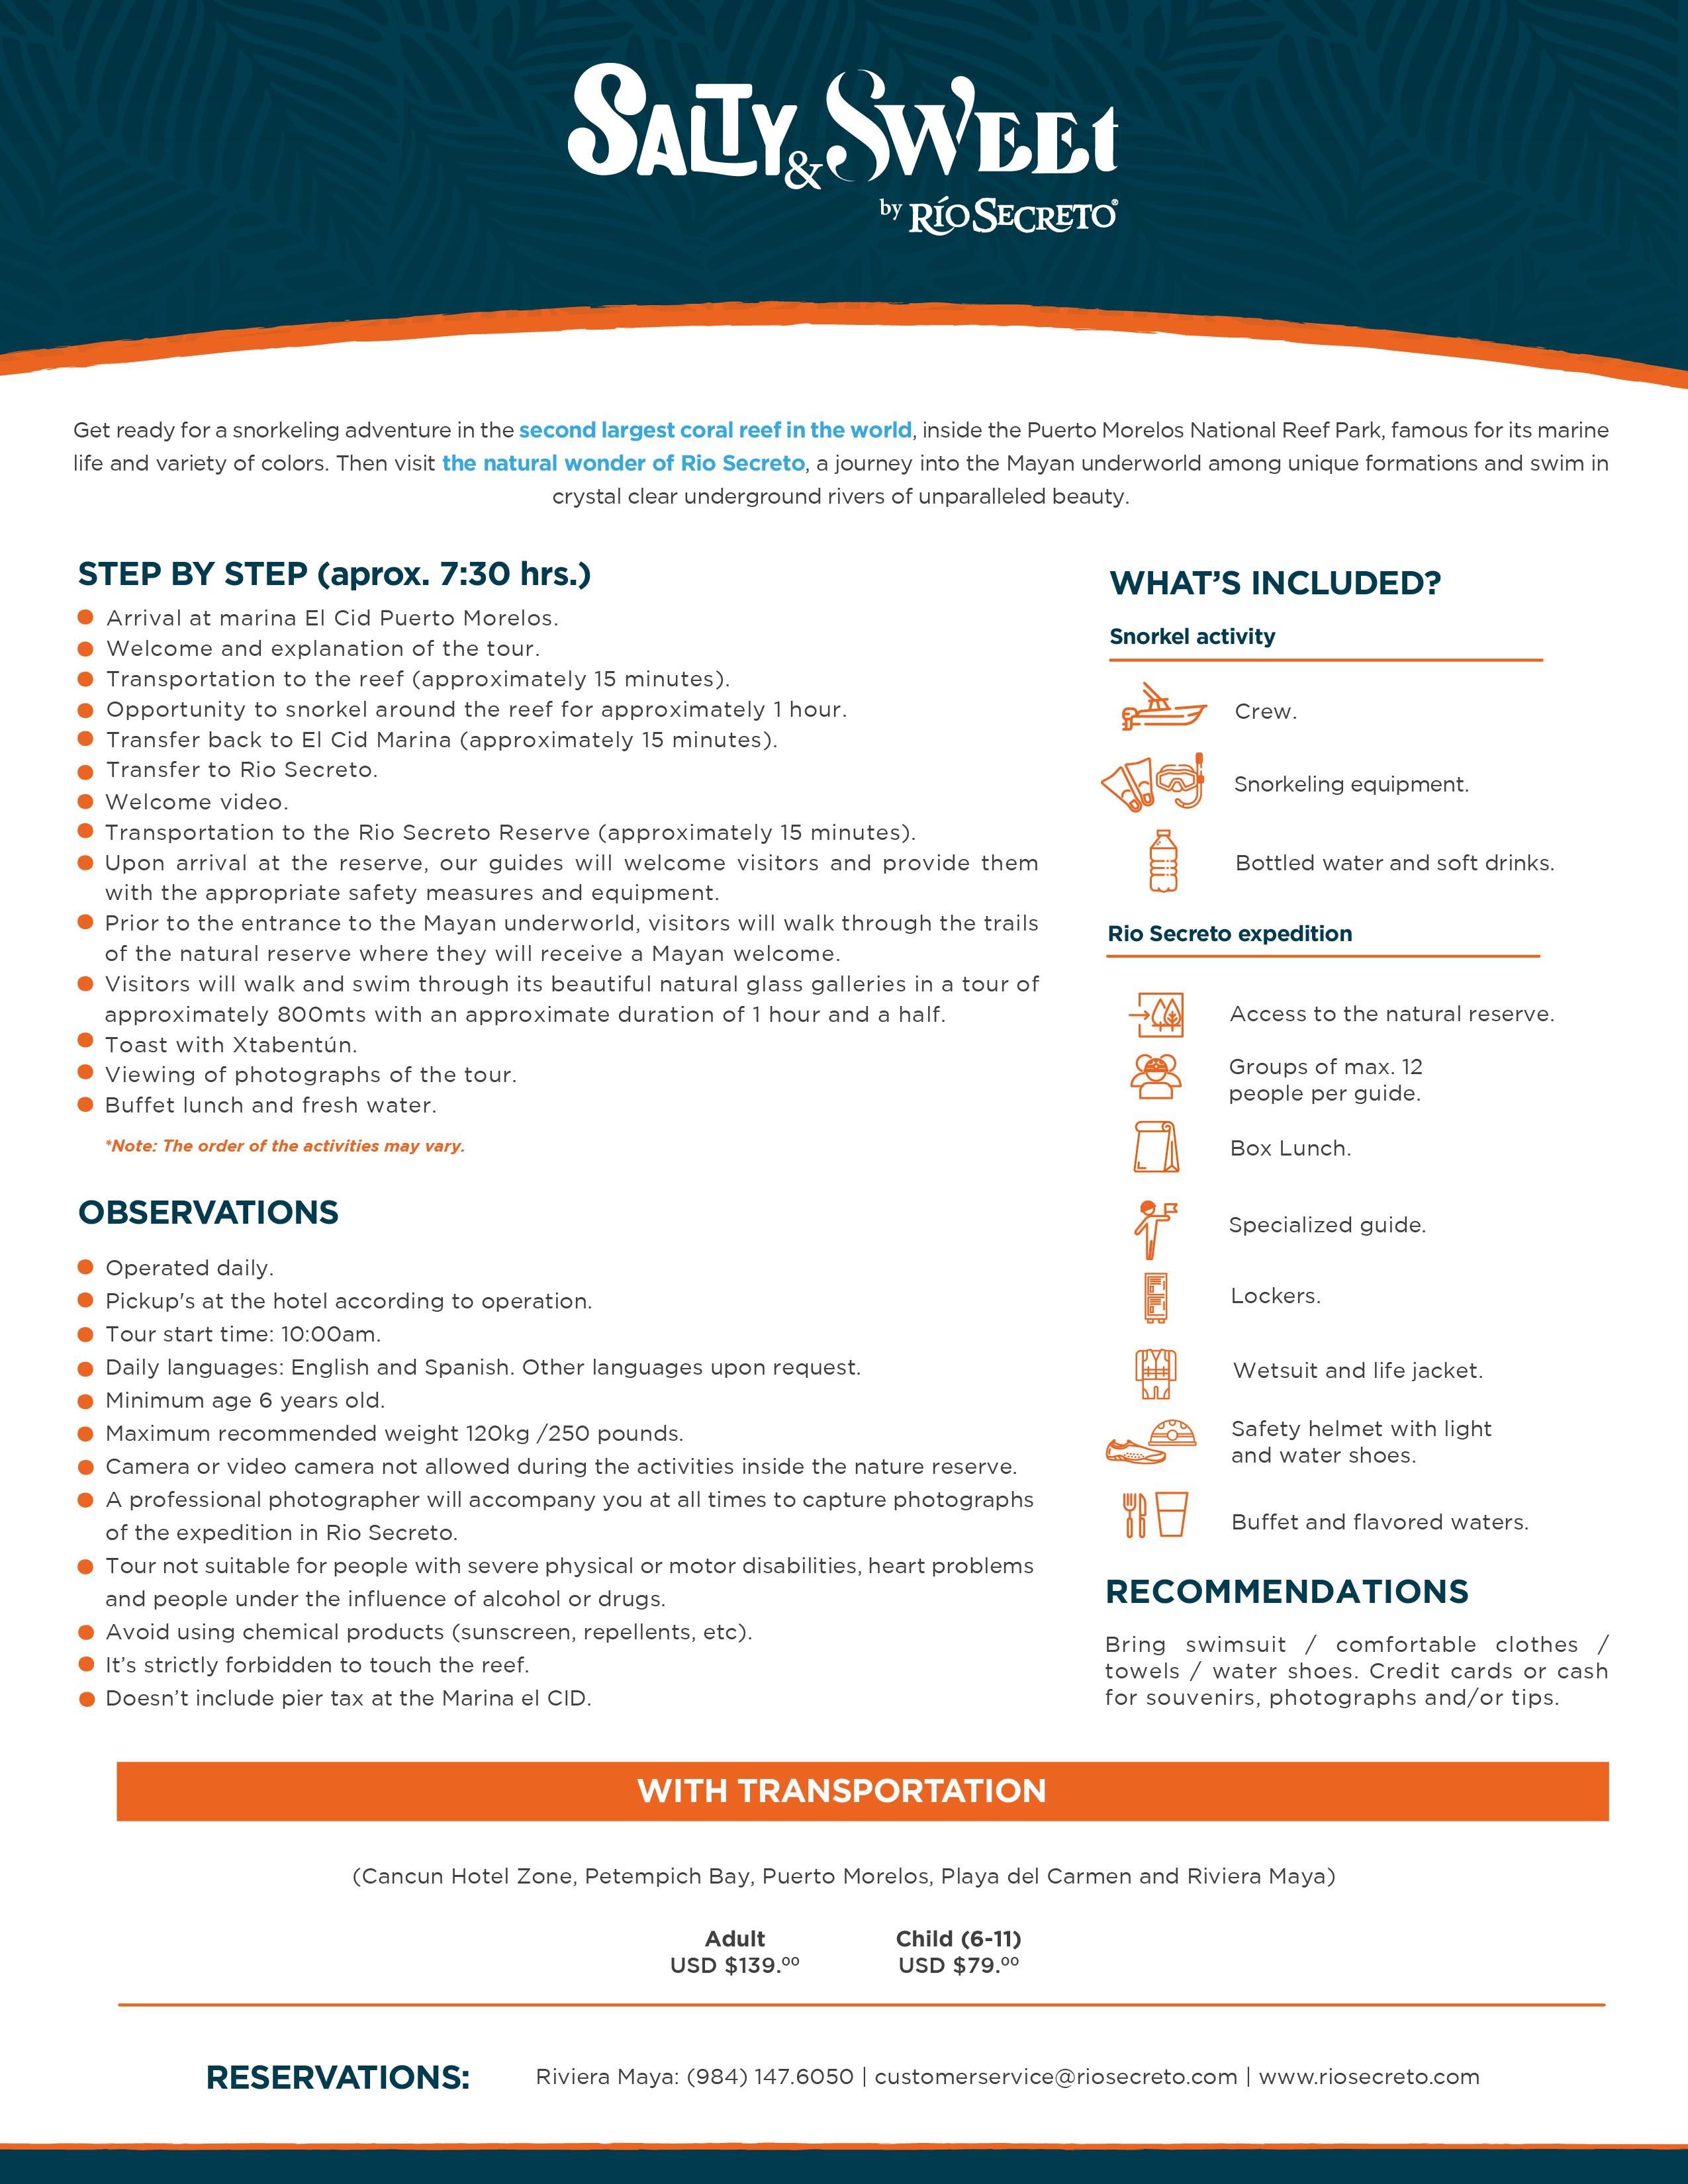 SALTY & SWEEt
by RÍO SECRETO®
Get ready for a snorkeling adventure in the second largest coral reef in the world, inside the Puerto Morelos National Reef Park, famous for its marine
life and variety of colors. Then visit the natural wonder of Rio Secreto, a journey into the Mayan underworld among unique formations and swim in
crystal clear underground rivers of unparalleled beauty.
STEP BY STEP (aprox. 7:30 hrs.)
Arrival at marina El Cid Puerto Morelos.
Welcome and explanation of the tour.
Transportation to the reef (approximately 15 minutes).
Opportunity to snorkel around the reef for approximately 1 hour.
Transfer back to El Cid Marina (approximately 15 minutes).
Transfer to Rio Secreto.
Welcome video.
Transportation to the Rio Secreto Reserve (approximately 15 minutes).
Upon arrival at the reserve, our guides will welcome visitors and provide them
with the appropriate safety measures and equipment.
Prior to the entrance to the Mayan underworld, visitors will walk through the trails
of the natural reserve where they will receive a Mayan welcome.
Visitors will walk and swim through its beautiful natural glass galleries in a tour of
approximately 800mts with an approximate duration of 1 hour and a half.
Toast with Xtabentún.
Viewing of photographs of the tour.
Buffet lunch and fresh water.
*Note: The order of the activities may vary.
OBSERVATIONS
Operated daily.
Pickup's at the hotel according to operation.
Tour start time: 10:00am.
Daily languages: English and Spanish. Other languages upon request.
Minimum age 6 years old.
Maximum recommended weight 120kg /250 pounds.
Camera or video camera not allowed during the activities inside the nature reserve.
A professional photographer will accompany you at all times to capture photographs
of the expedition in Rio Secreto.
Tour not suitable for people with severe physical or motor disabilities, heart problems
and people under the influence of alcohol or drugs.
Avoid using chemical products (sunscreen, repellents, etc).
It's strictly forbidden to touch the reef.
Doesn't include pier tax at the Marina el CID.
WHAT'S INCLUDED?
Snorkel activity
Crew.
Snorkeling equipment.
Bottled water and soft drinks.
Rio Secreto expedition
Access to the natural reserve.
Groups of max. 12
people per guide.
Box Lunch.
Specialized guide.
Lockers.
Wetsuit and life jacket.
Safety helmet with light
and water shoes.
Buffet and flavored waters.
RECOMMENDATIONS
Bring swimsuit / comfortable clothes /
towels / water shoes. Credit cards or cash
for souvenirs, photographs and/or tips.
WITH TRANSPORTATION
(Cancun Hotel Zone, Petempich Bay, Puerto Morelos, Playa del Carmen and Riviera Maya)
Adult Child (6-11)
USD $139.00 USD $79.00
RESERVATIONS: Riviera Maya: (984) 147.6050 | customerservice@riosecreto.com | www.riosecreto.com